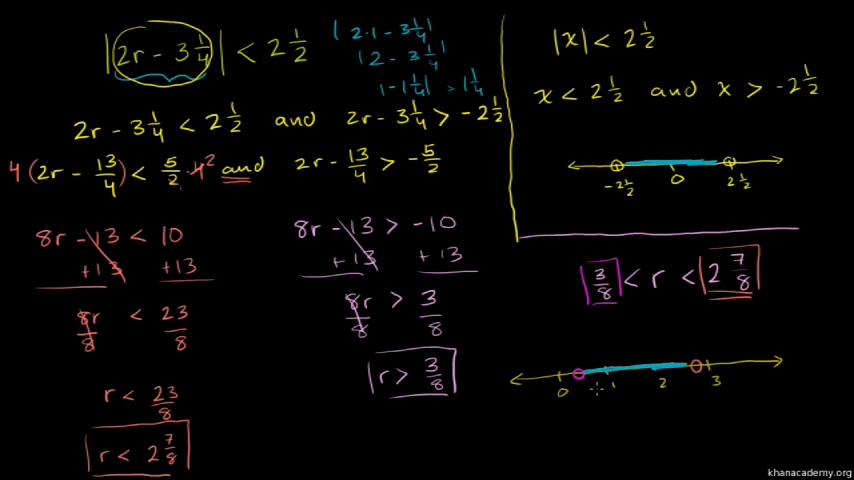 |2r - 3 1/4| < 2 1/2
|2·1 - 3 1/4|
|2 - 3 1/4|
|-1 1/4| = 1 1/4
2r - 3 1/4 < 2 1/2 and 2r - 3 1/4 > -2 1/2
4(2r - 13/4) < 5/2 · 4 2 and 2r - 13/4 > -5/2
8r - 13 < 10
+13 +13
8r/8 < 23/8
r < 23/8
r < 2 7/8
8r - 13 > -10
+13 +13
8r/8 > 3/8
r > 3/8
|x| < 2 1/2
x < 2 1/2 and x > -2 1/2
-2 1/2 0 2 1/2
3/8 < r < 2 7/8
0 1 2 3
khanacademy.org